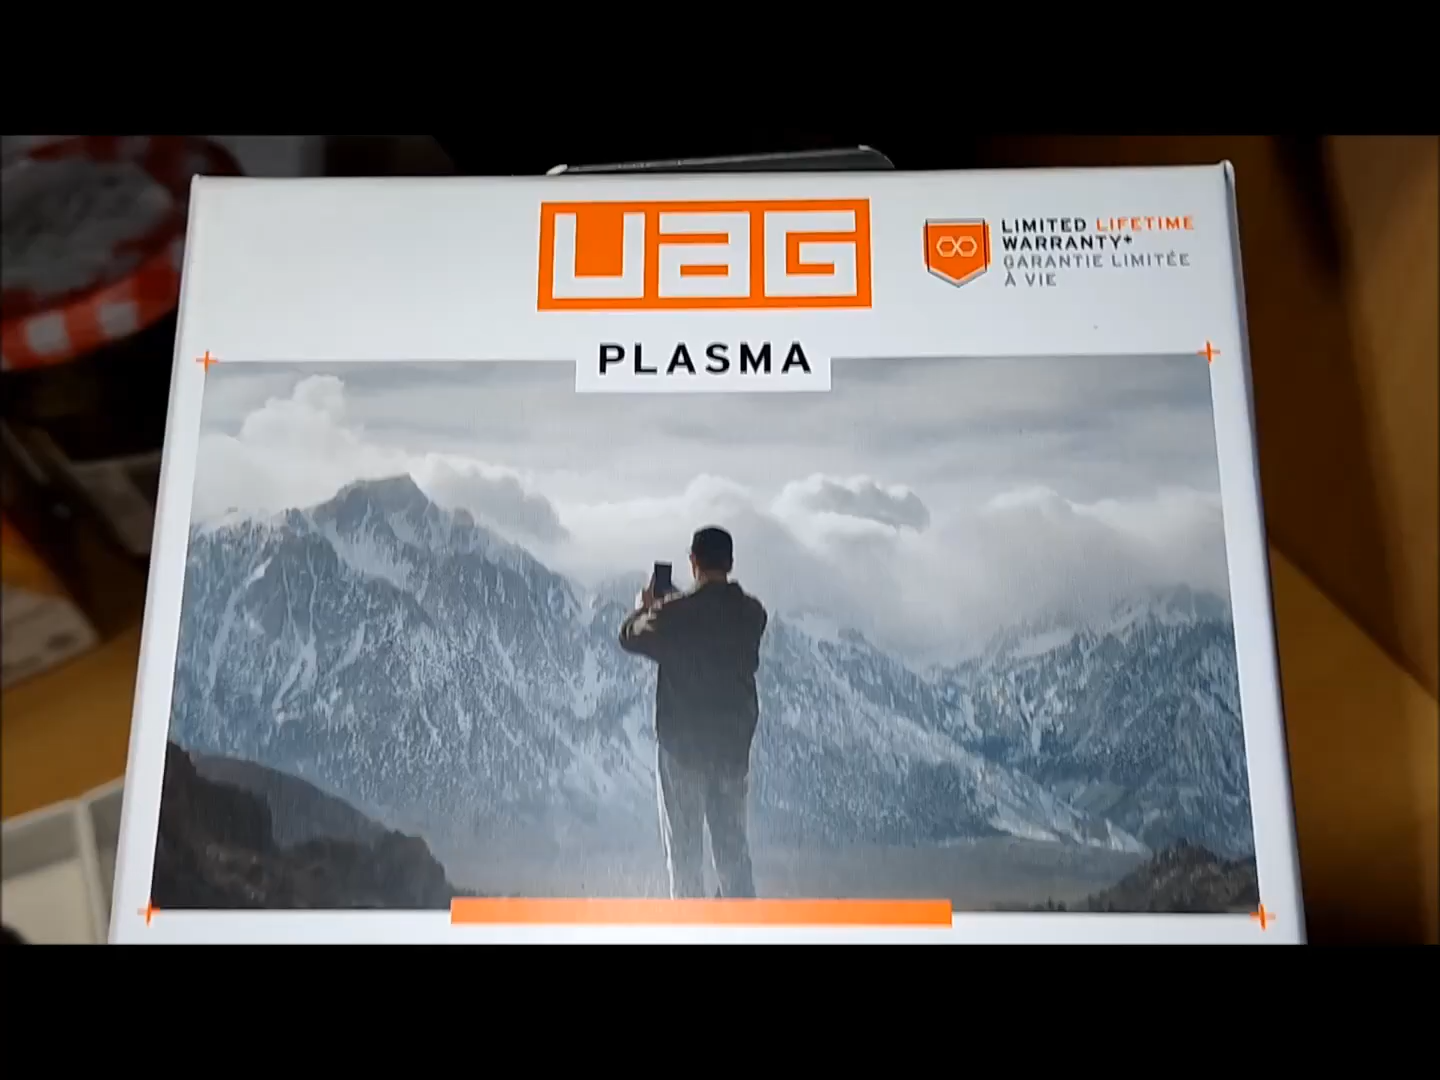 UAG
LIMITED LIFETIME
WARRANTY*
GARANTIE LIMITÉE
À VIE
PLASMA